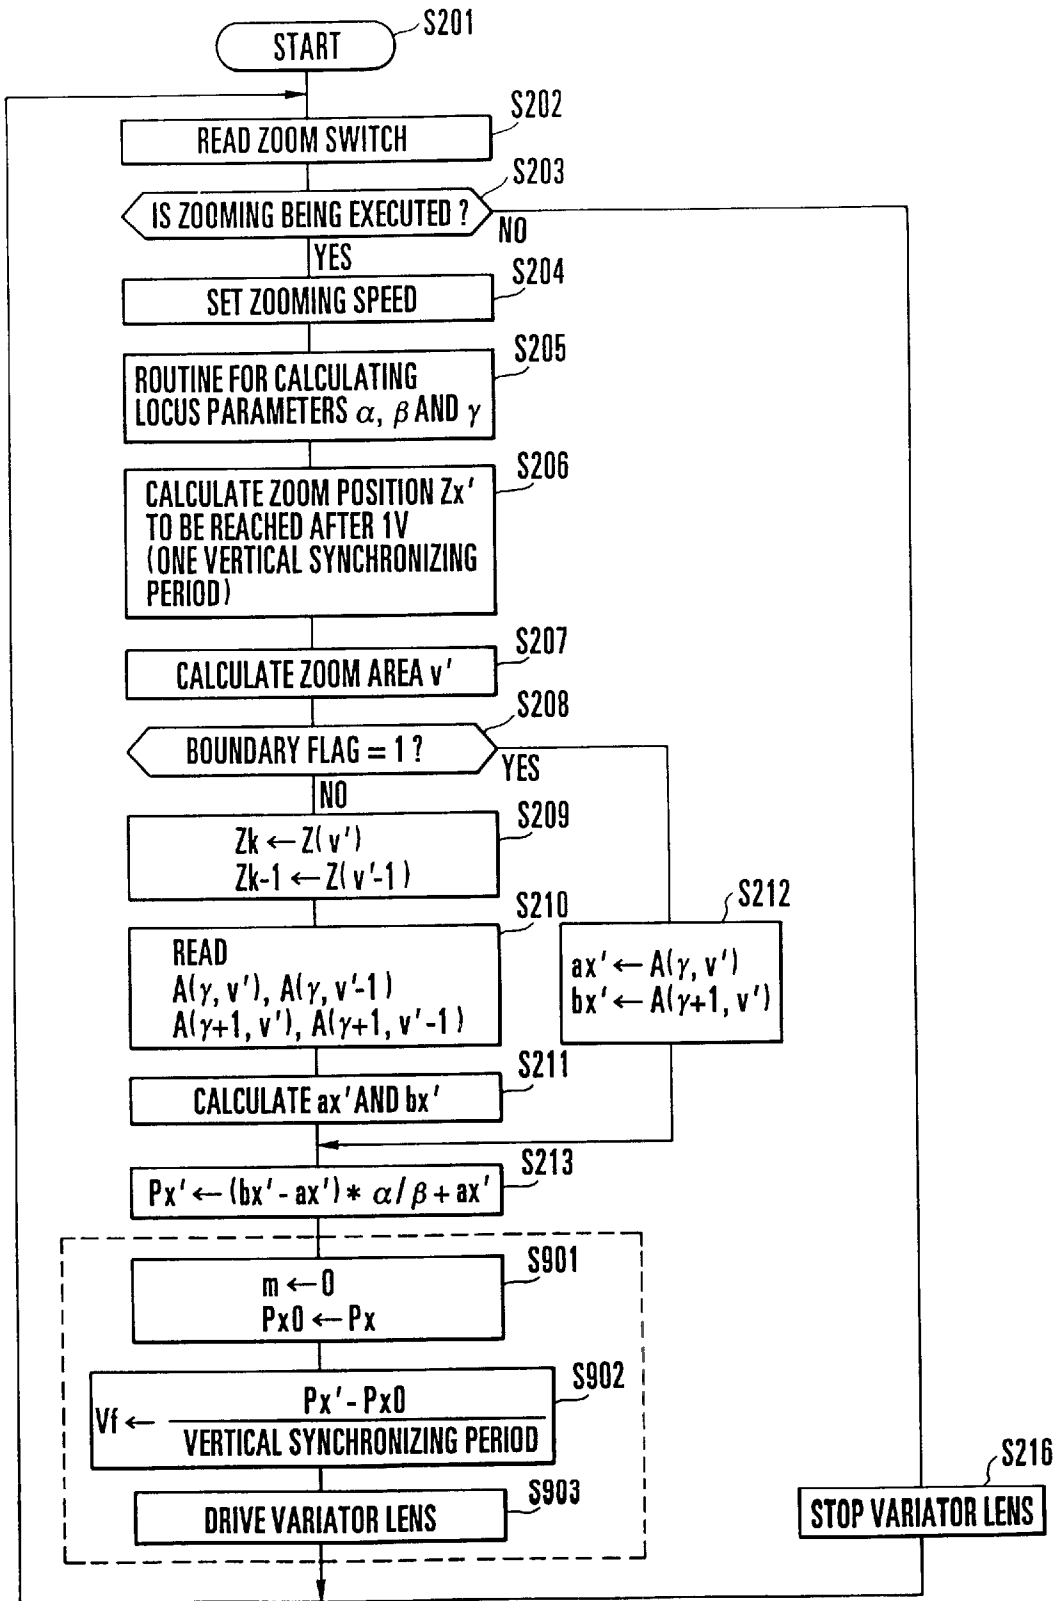 START
S201
READ ZOOM SWITCH
S202
IS ZOOMING BEING EXECUTED ?
S203
NO
YES
SET ZOOMING SPEED
S204
ROUTINE FOR CALCULATING
LOCUS PARAMETERS α, β AND γ
S205
CALCULATE ZOOM POSITION Zx'
TO BE REACHED AFTER 1V
(ONE VERTICAL SYNCHRONIZING
PERIOD)
S206
CALCULATE ZOOM AREA v'
S207
BOUNDARY FLAG = 1 ?
S208
YES
NO
Zk ← Z(v')
Zk-1 ← Z(v'-1)
S209
READ
A(γ, v'), A(γ, v'-1)
A(γ+1, v'), A(γ+1, v'-1)
S210
ax' ← A(γ, v')
bx' ← A(γ+1, v')
S212
CALCULATE ax' AND bx'
S211
Px' ← (bx' - ax') * α/β + ax'
S213
m ← 0
Px0 ← Px
S901
Vf ← Px' - Px0
VERTICAL SYNCHRONIZING PERIOD
S902
DRIVE VARIATOR LENS
S903
STOP VARIATOR LENS
S216